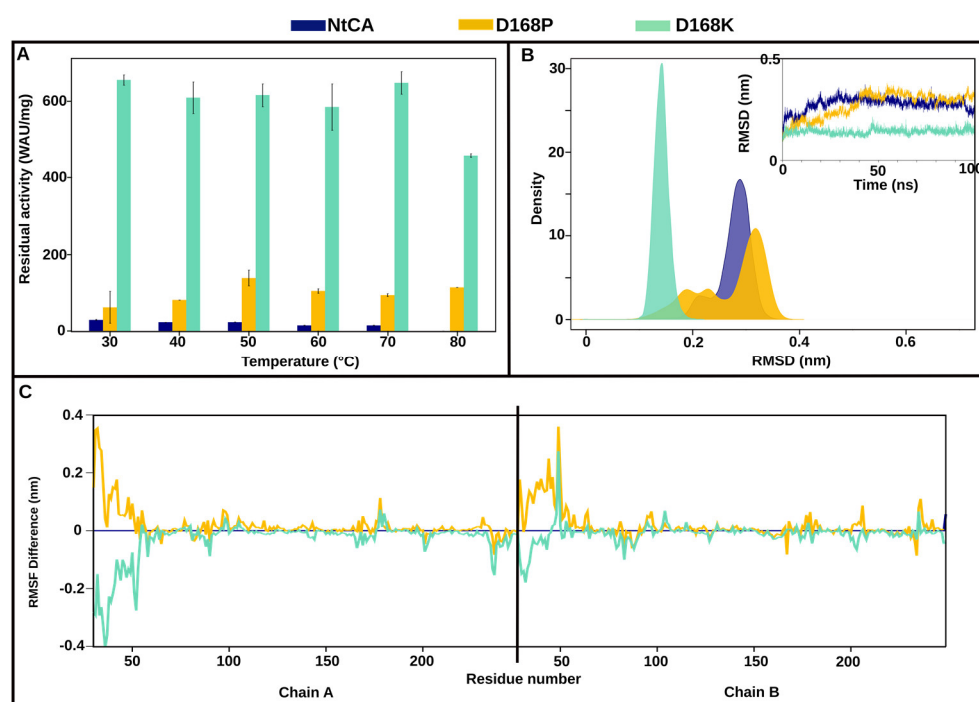 NtCA D168P D168K
A
Residual activity (WAU/mg)
600
400
200
0
30 40 50 60 70 80
Temperature (°C)
B
Density
30
20
10
0
0 0.2 0.4 0.6
RMSD (nm)
RMSD (nm)
0.5
0
0 50 100
Time (ns)
C
RMSF Difference (nm)
0.4
0.2
0
-0.2
-0.4
50 100 150 200 50 100 150 200
Residue number
Chain A Chain B